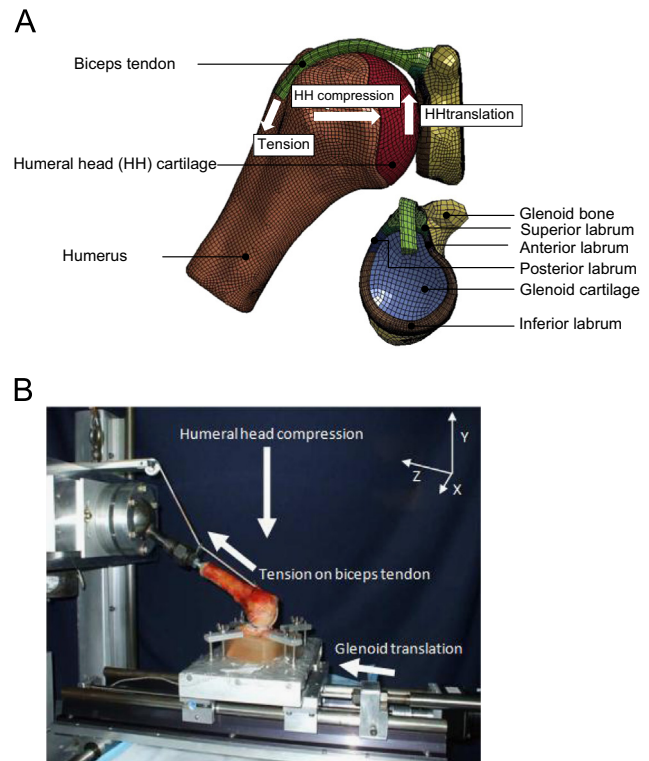 A
Biceps tendon
HH compression
HHtranslation
Tension
Humeral head (HH) cartilage
Glenoid bone
Superior labrum
Anterior labrum
Humerus
Posterior labrum
Glenoid cartilage
Inferior labrum
B
Humeral head compression
Y
Z
X
Tension on biceps tendon
Glenoid translation